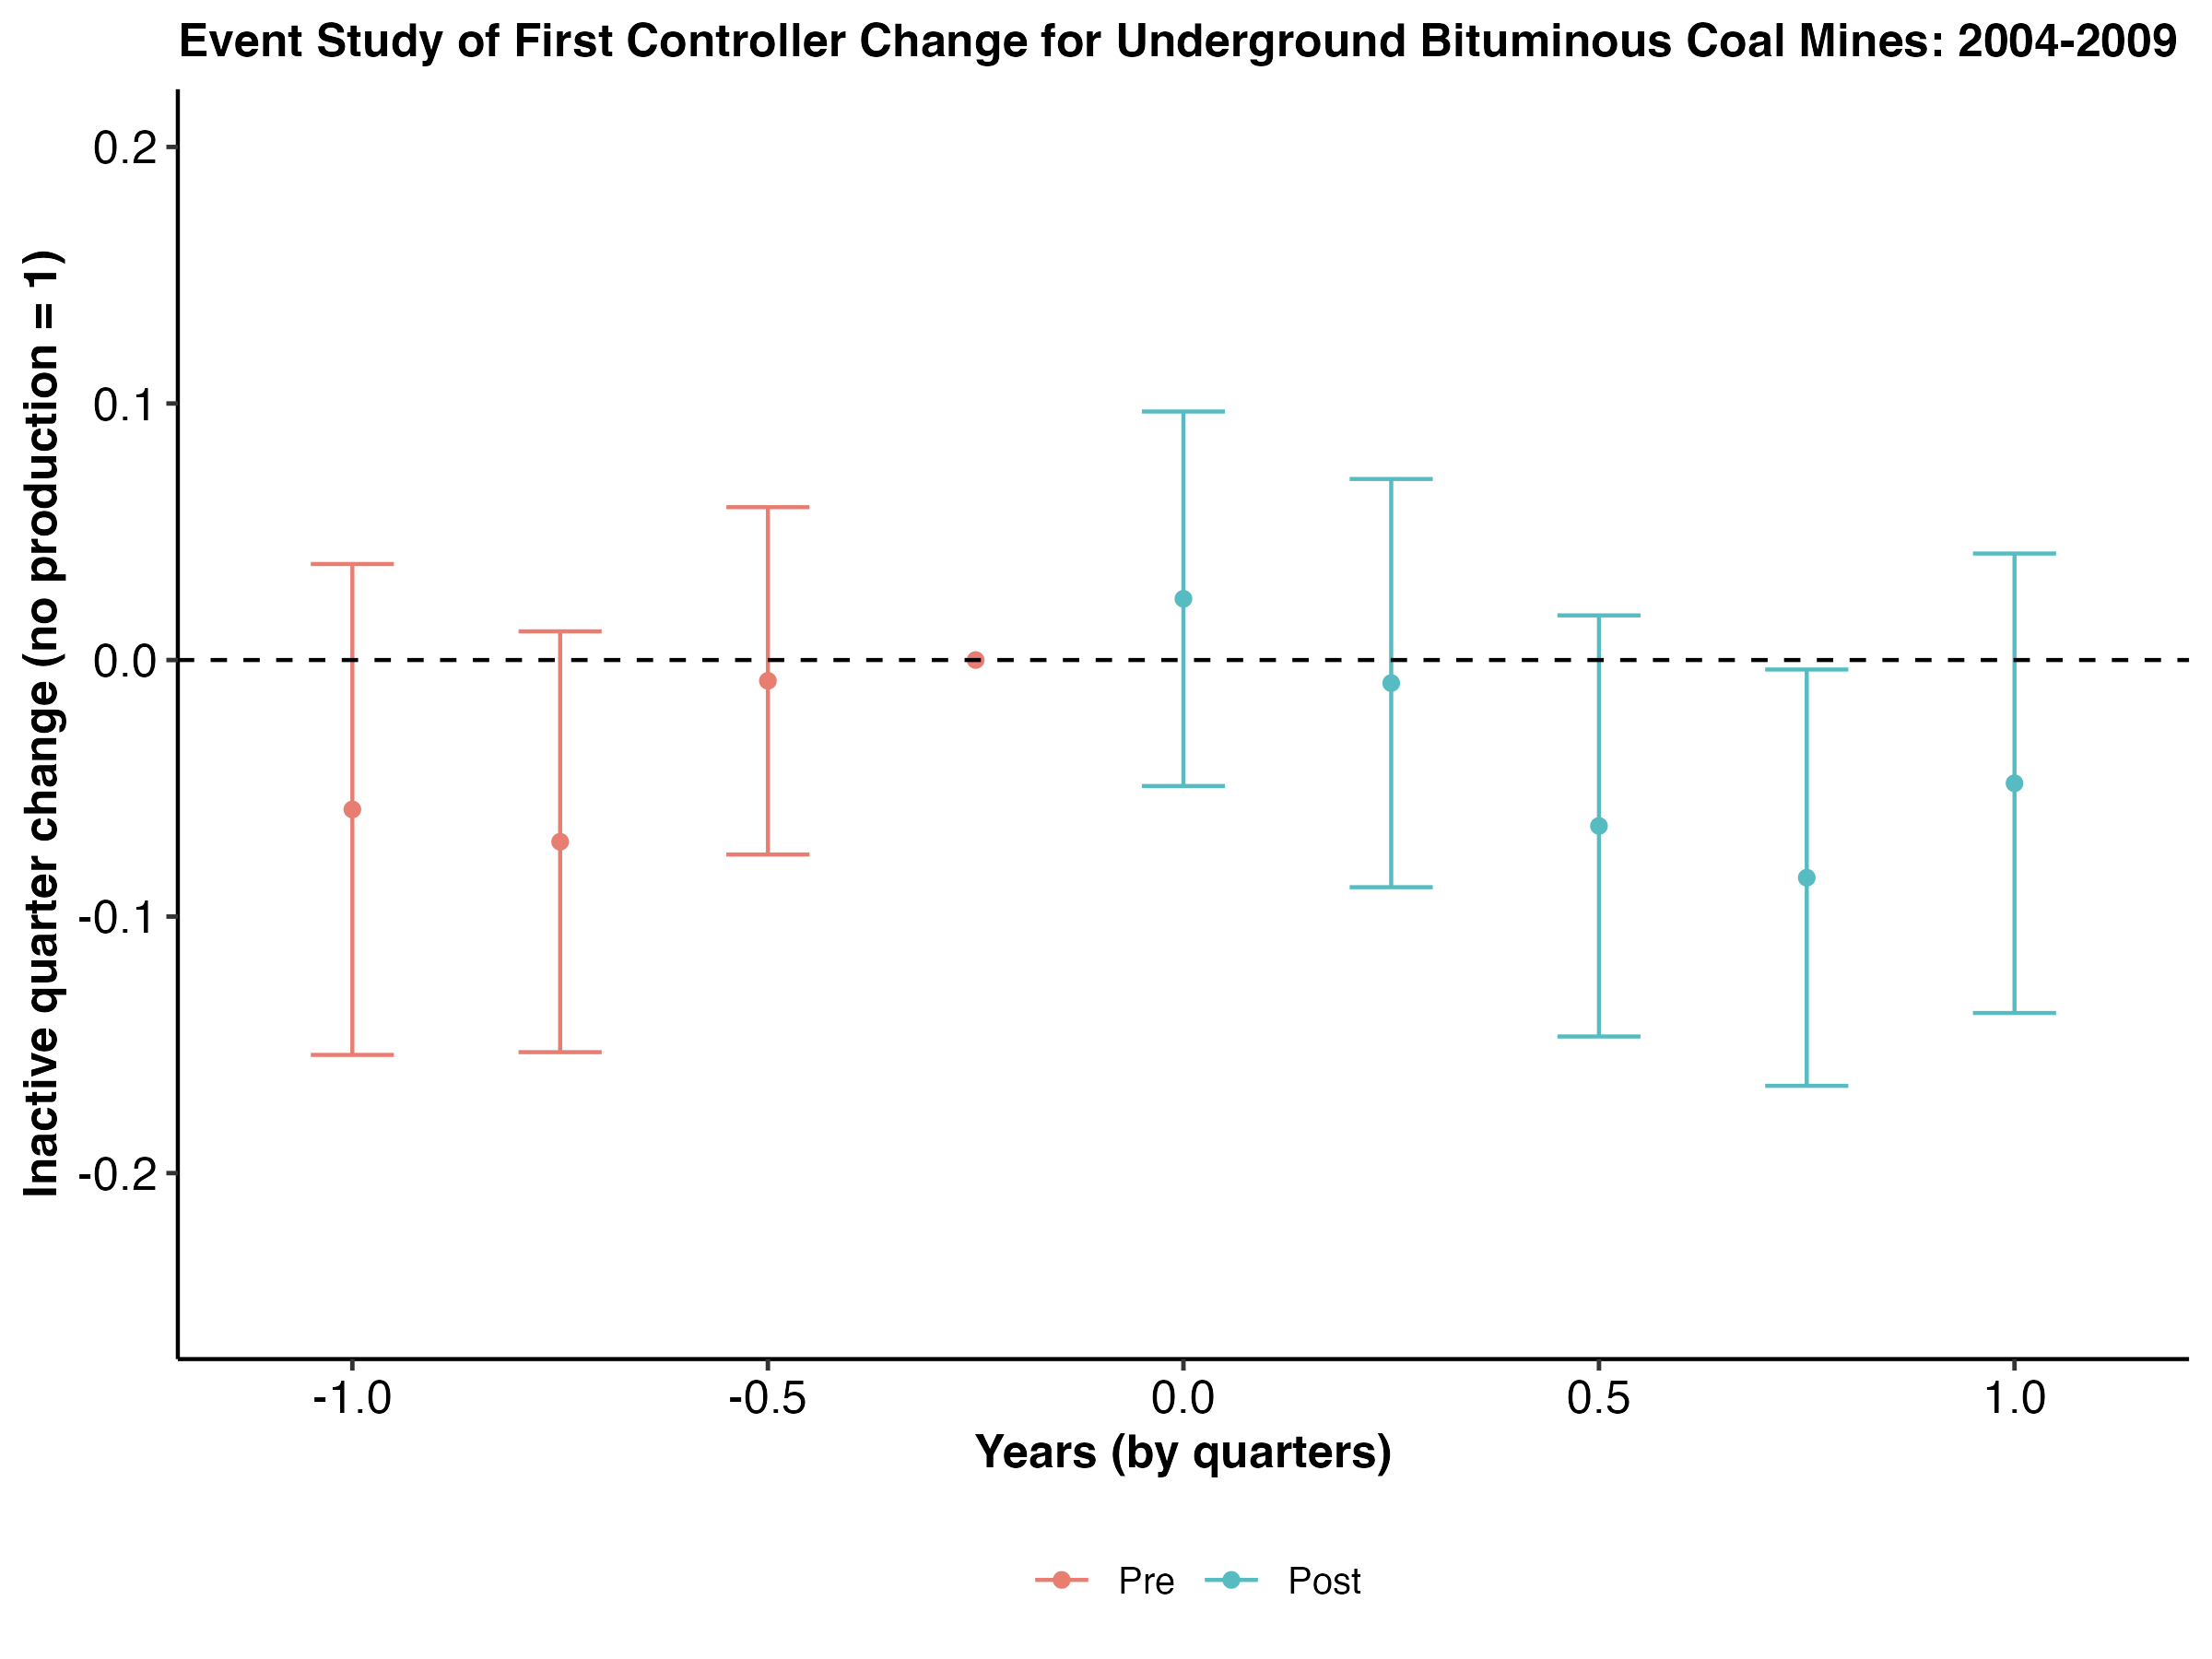 Event Study of First Controller Change for Underground Bituminous Coal Mines: 2004-2009
Inactive quarter change (no production = 1)
0.2
0.1
0.0
-0.1
-0.2
-1.0
-0.5
0.0
0.5
1.0
Years (by quarters)
Pre
Post